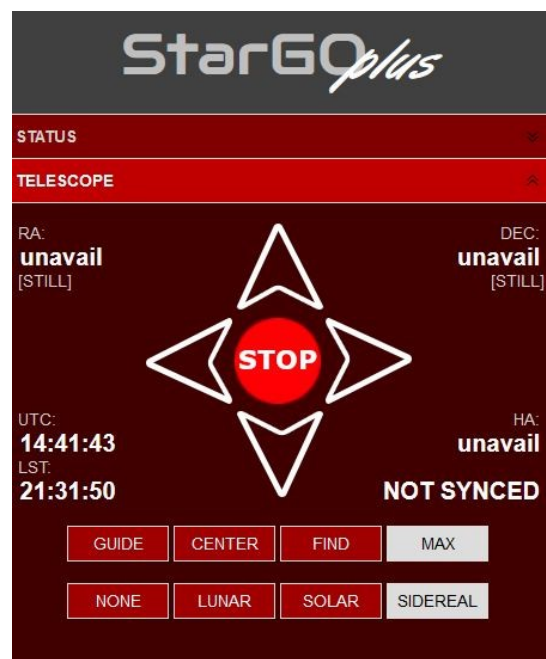 StarGO plus
STATUS
TELESCOPE
RA:
unavail
[STILL]
DEC:
unavail
[STILL]
STOP
UTC:
14:41:43
LST:
21:31:50
HA:
unavail
NOT SYNCED
GUIDE CENTER FIND MAX
NONE LUNAR SOLAR SIDEREAL